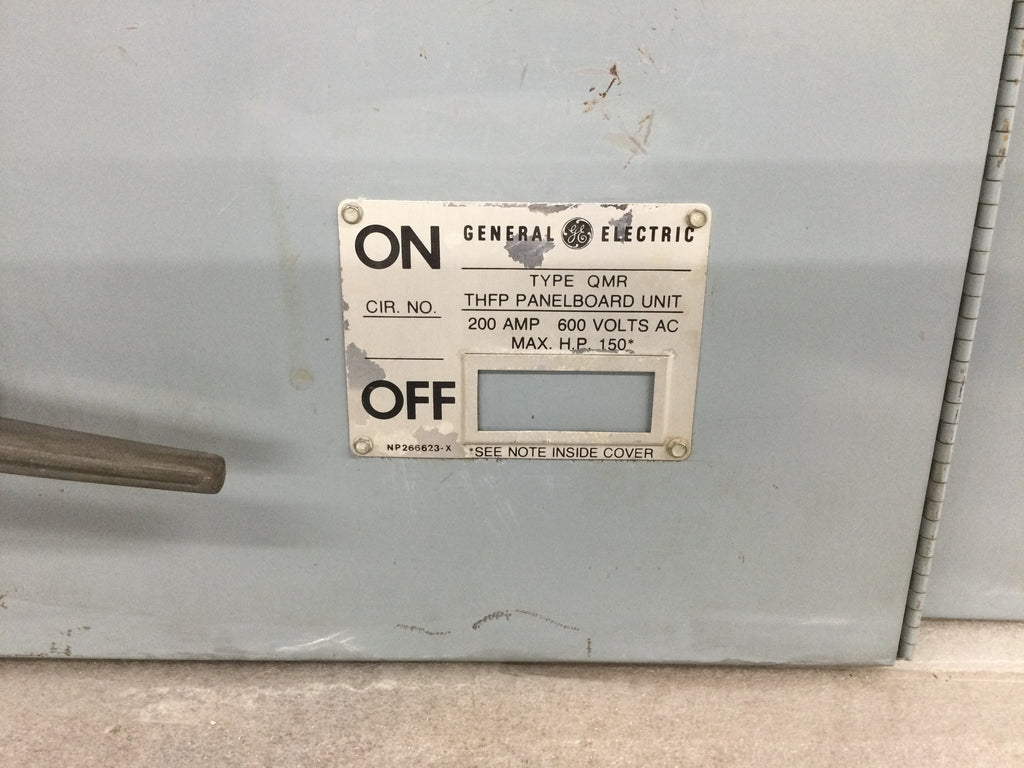 ON
GENERAL GE ELECTRIC
TYPE QMR
CIR. NO.
THFP PANELBOARD UNIT
200 AMP 600 VOLTS AC
MAX. H.P. 150*
OFF
NP266623-X
*SEE NOTE INSIDE COVER